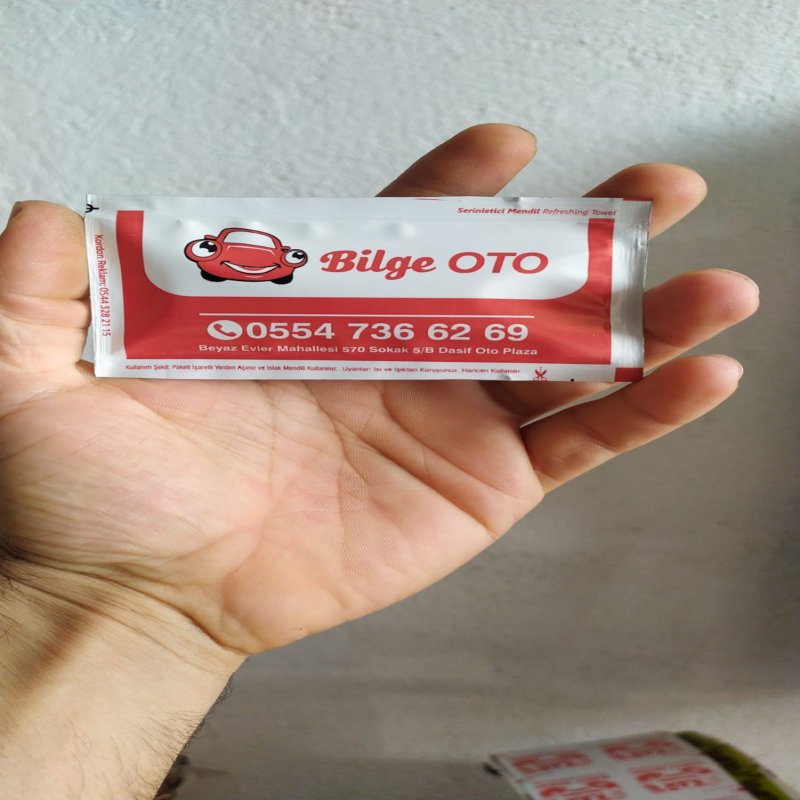 Serinletici Mendil Refreshing Towel
Bilge OTO
0554 736 62 69
Beyaz Evler Mahallesi 570 Sokak 5/B Dasif Oto Plaza
Kullanım Şekli: Paketi İşaretli Yerden Açınız ve Islak Mendili Kullanınız. Uyarılar: Isı ve Işıktan Koruyunuz. Haricen Kullanılır.
Kordon Reklam: 0544 328 21 15